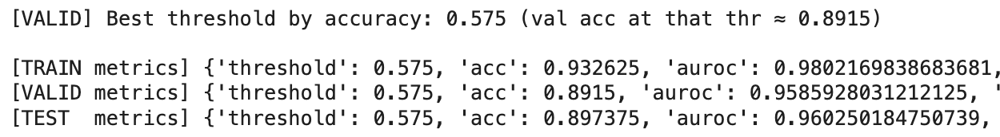 [VALID] Best threshold by accuracy: 0.575 (val acc at that thr ≈ 0.8915)
[TRAIN metrics] {'threshold': 0.575, 'acc': 0.932625, 'auroc': 0.9802169838683681,
[VALID metrics] {'threshold': 0.575, 'acc': 0.8915, 'auroc': 0.9585928031212125, '
[TEST  metrics] {'threshold': 0.575, 'acc': 0.897375, 'auroc': 0.960250184750739,